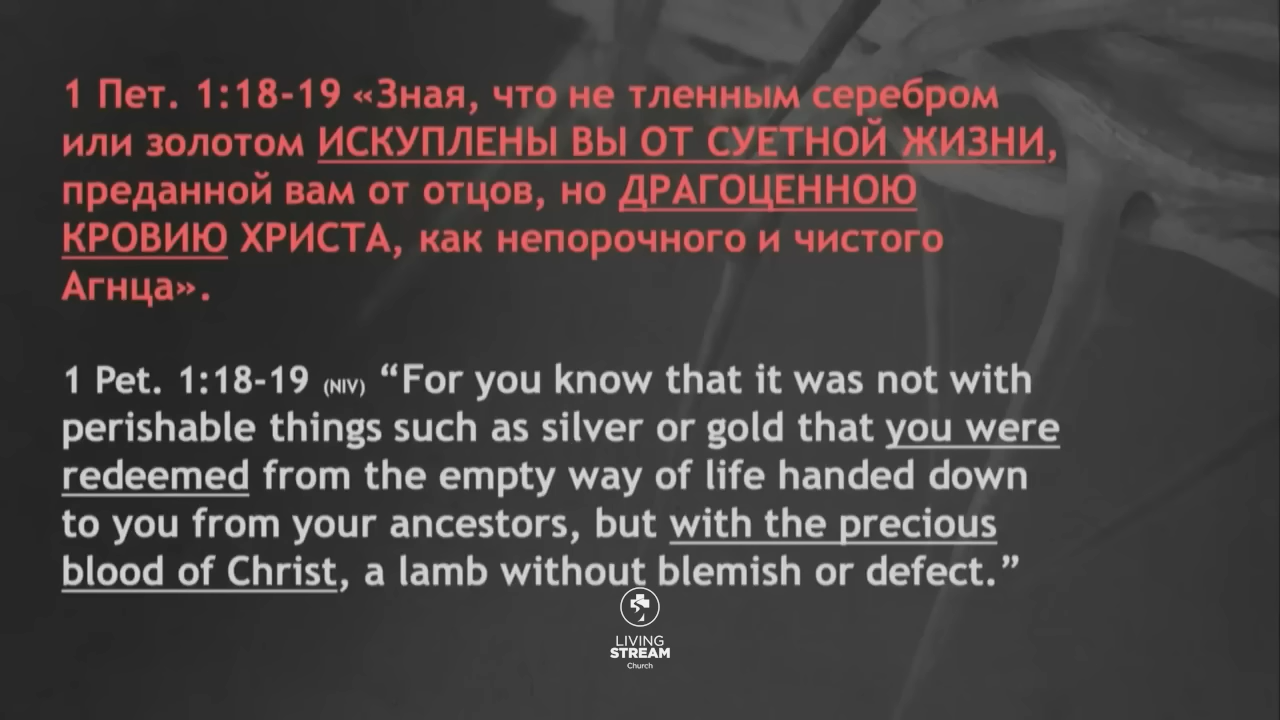 1 Пет. 1:18-19 «Зная, что не тленным серебром
или золотом ИСКУПЛЕНЫ ВЫ ОТ СУЕТНОЙ ЖИЗНИ,
преданной вам от отцов, но ДРАГОЦЕННОЮ
КРОВИЮ ХРИСТА, как непорочного и чистого
Агнца».
1 Pet. 1:18-19 (NIV) “For you know that it was not with
perishable things such as silver or gold that you were
redeemed from the empty way of life handed down
to you from your ancestors, but with the precious
blood of Christ, a lamb without blemish or defect.”
LIVING
STREAM
Church